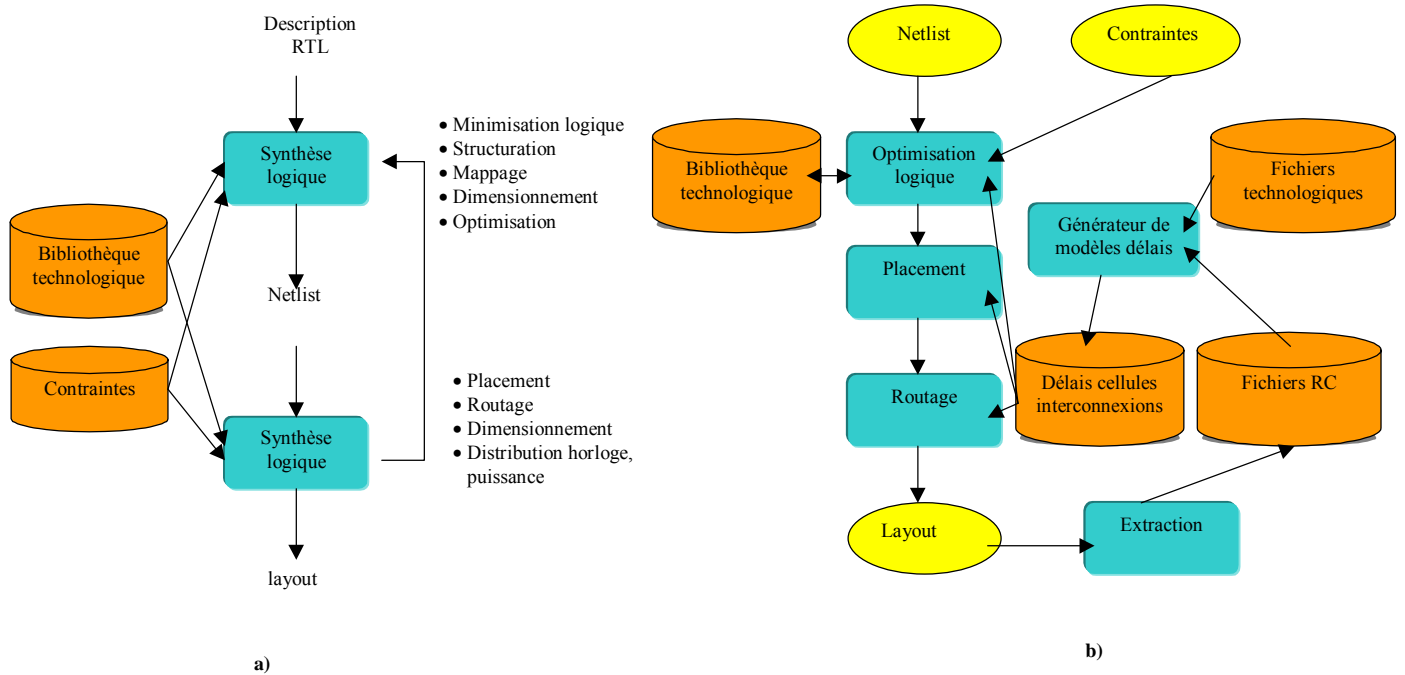 Description
RTL
Synthèse
logique
• Minimisation logique
• Structuration
• Mappage
• Dimensionnement
• Optimisation
Bibliothèque
technologique
Netlist
Contraintes
Synthèse
logique
• Placement
• Routage
• Dimensionnement
• Distribution horloge,
puissance
layout
a)
Netlist
Contraintes
Bibliothèque
technologique
Optimisation
logique
Fichiers
technologiques
Générateur de
modèles délais
Placement
Routage
Délais cellules
interconnexions
Fichiers RC
Layout
Extraction
b)